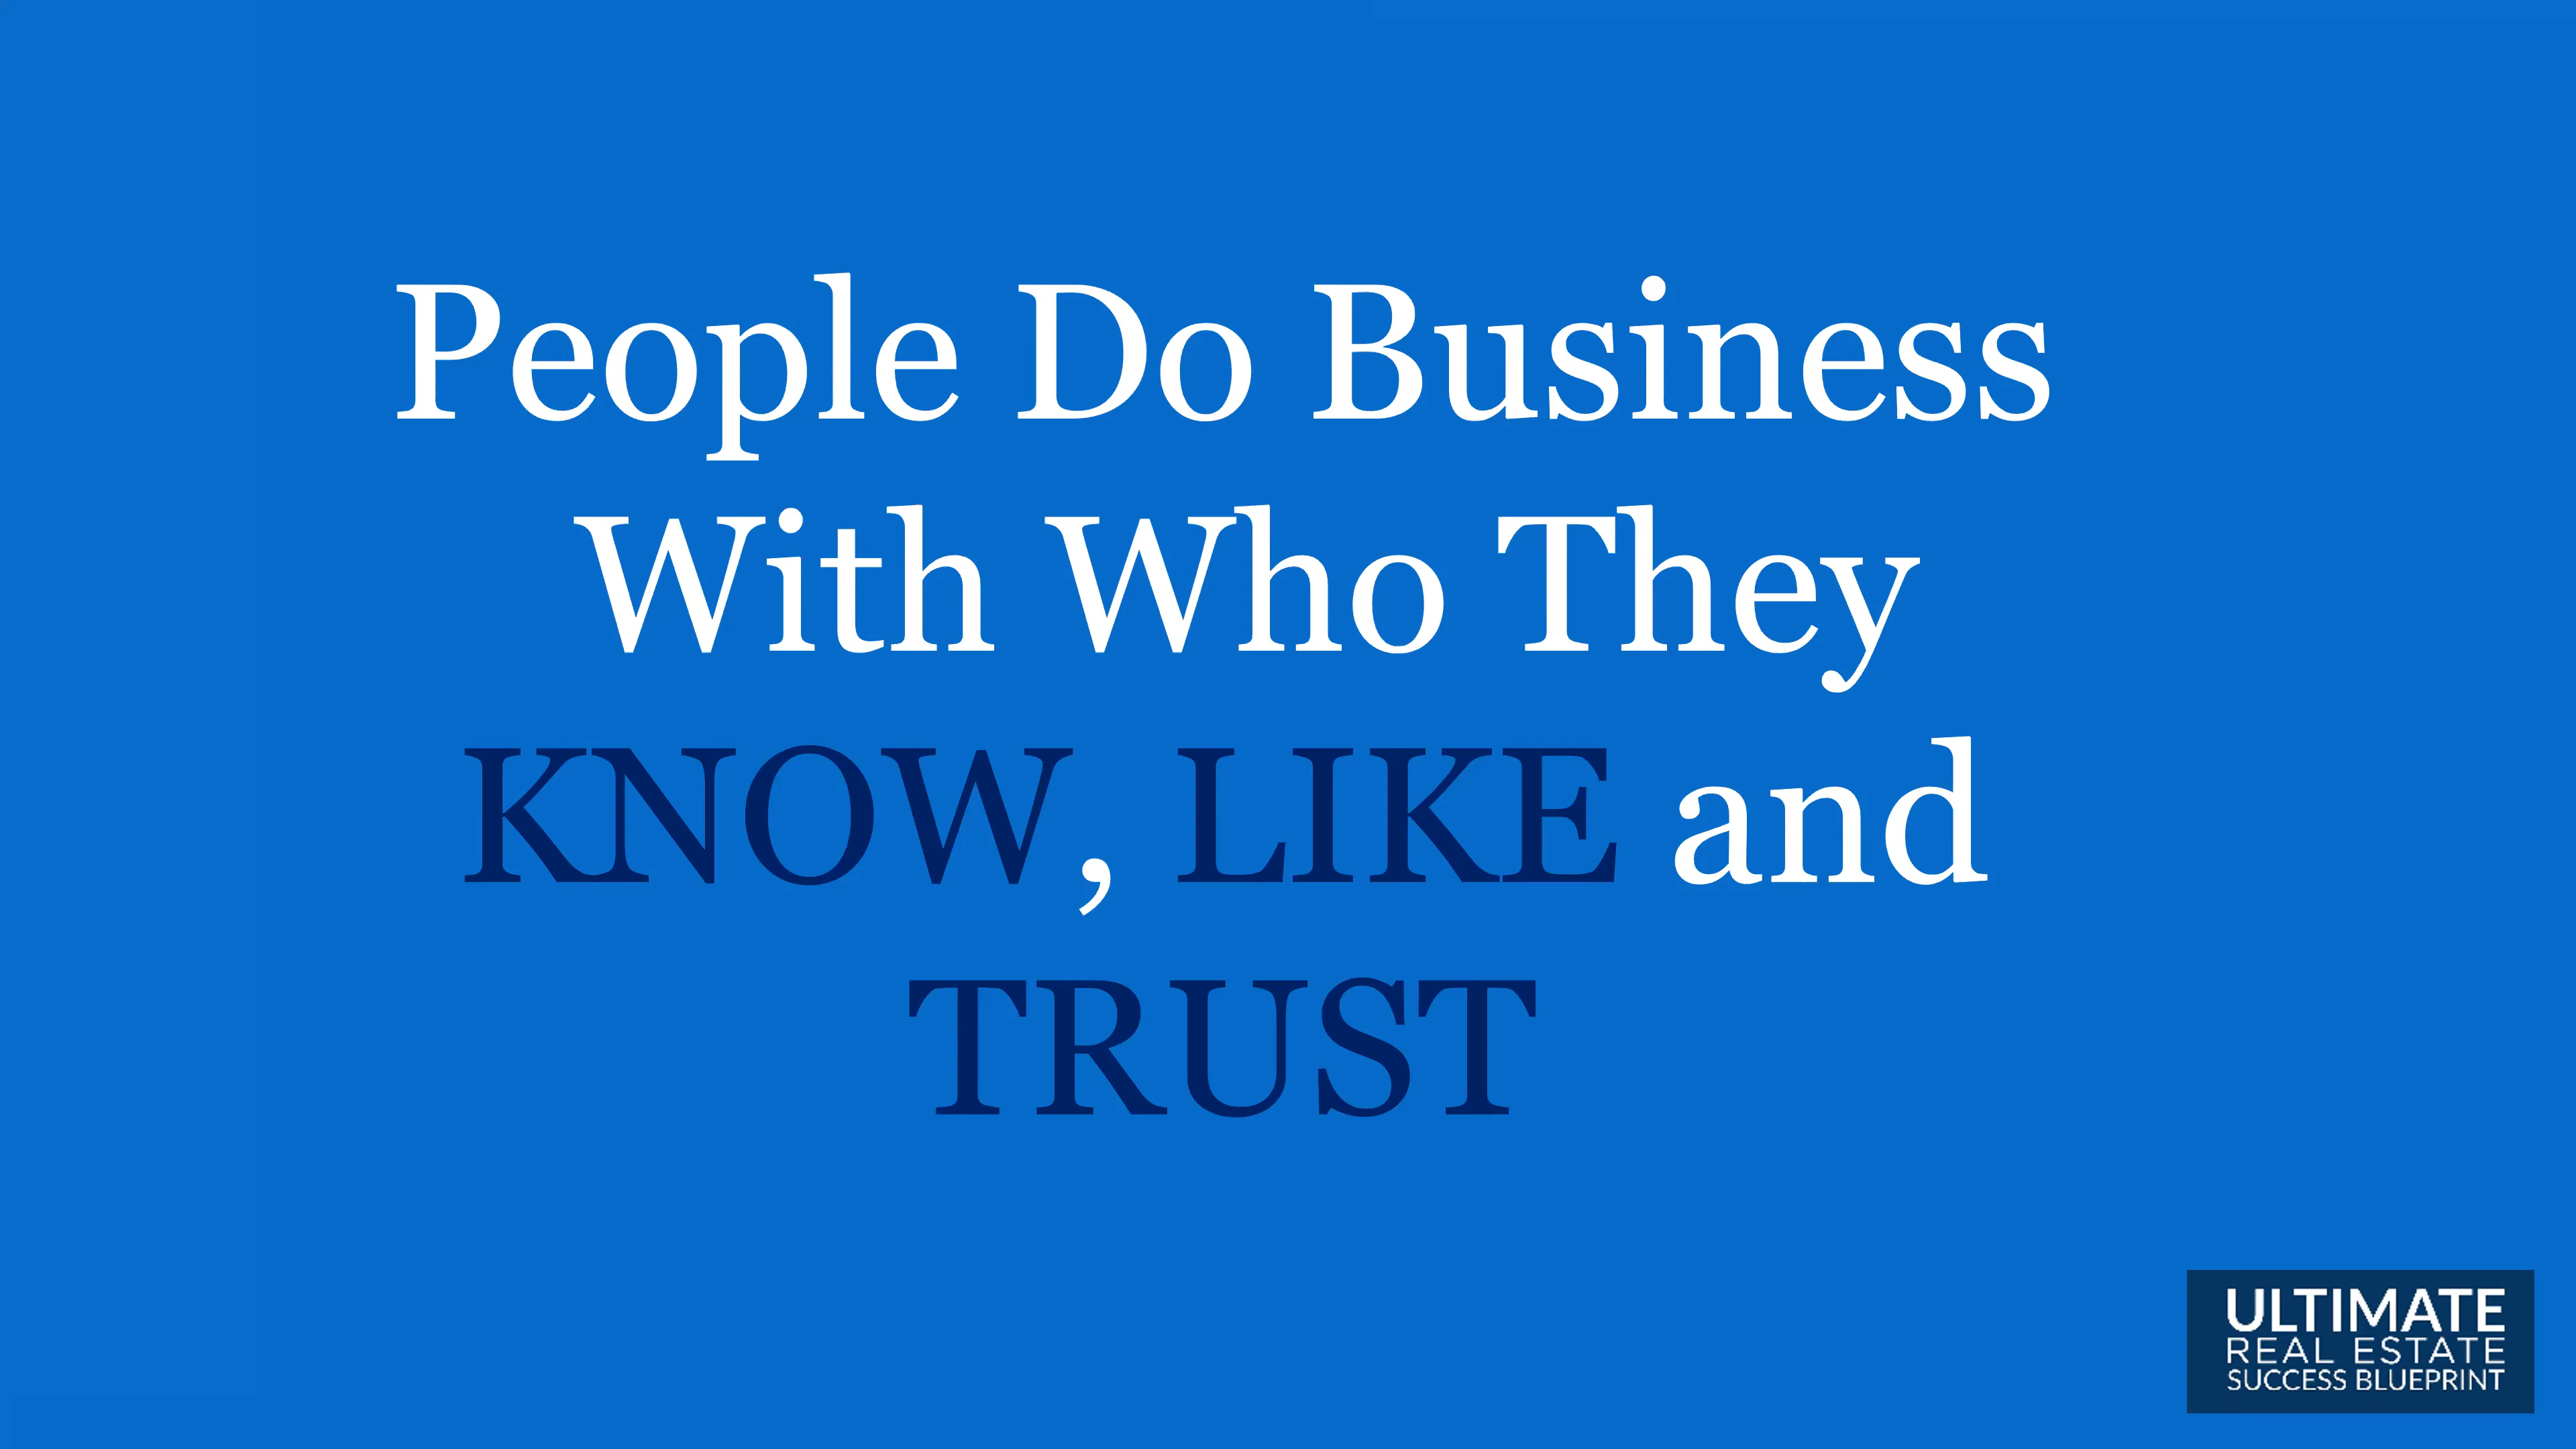 People Do Business
With Who They
KNOW, LIKE and
TRUST
ULTIMATE
REAL ESTATE
SUCCESS BLUEPRINT